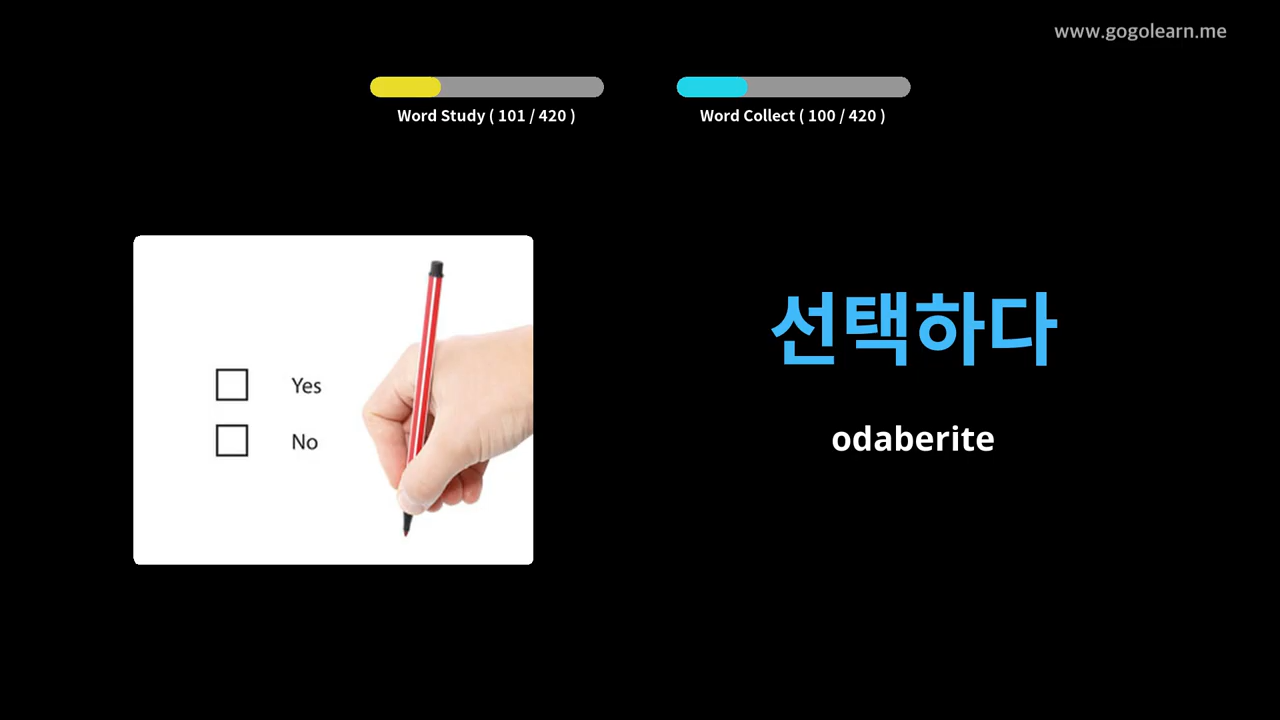 www.gogolearn.me
Word Study ( 101 / 420 )
Word Collect ( 100 / 420 )
선택하다
odaberite
Yes
No